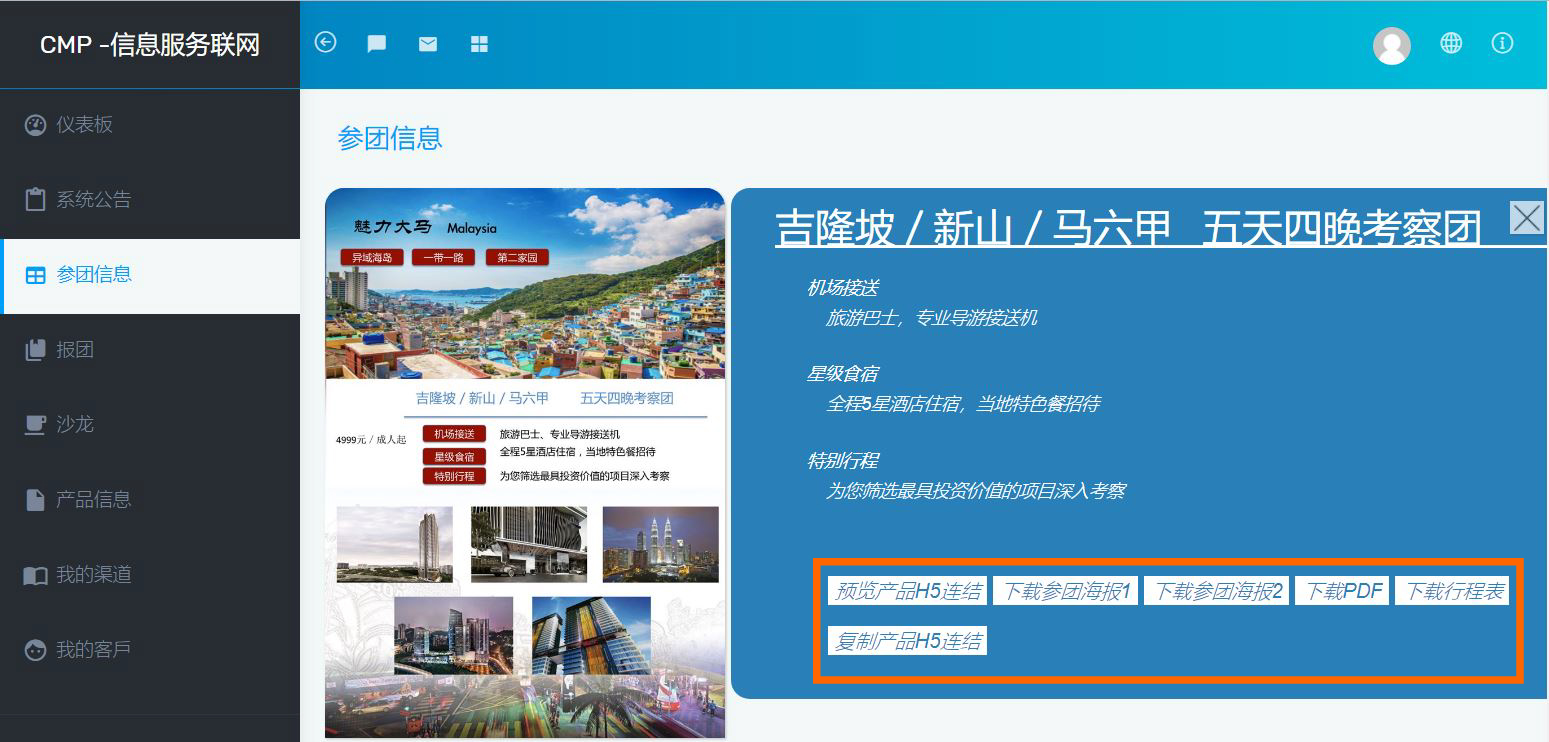 CMP -信息服务联网
仪表板
系统公告
参团信息
报团
沙龙
产品信息
我的渠道
我的客戶
参团信息
魅力大马 Malaysia
异域海岛 一带一路 第二家园
吉隆坡 / 新山 / 马六甲 五天四晚考察团
4999元 / 成人起
机场接送 旅游巴士、专业导游接送机
星级食宿 全程5星酒店住宿，当地特色餐招待
特别行程 为您筛选最具投资价值的项目深入考察
吉隆坡 / 新山 / 马六甲 五天四晚考察团
机场接送
旅游巴士，专业导游接送机
星级食宿
全程5星酒店住宿，当地特色餐招待
特别行程
为您筛选最具投资价值的项目深入考察
预览产品H5连结 下载参团海报1 下载参团海报2 下载PDF 下载行程表
复制产品H5连结